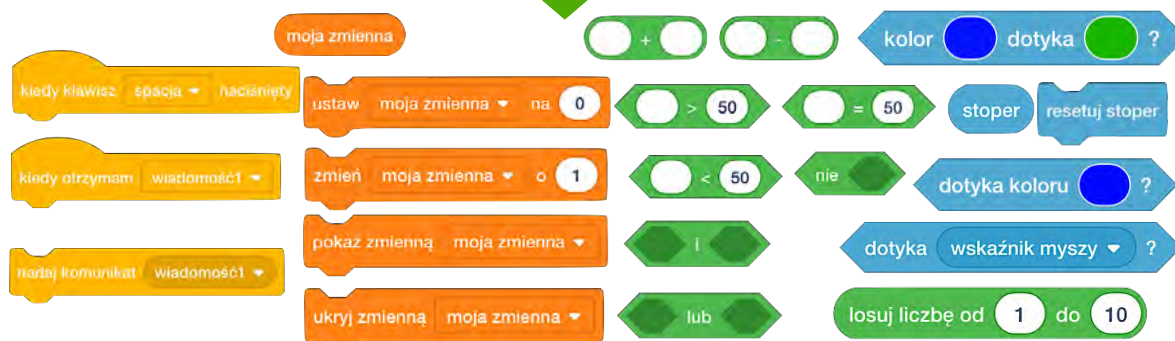 moja zmienna
+
-
kolor dotyka ?
kiedy klawisz spacja naciśnięty
ustaw moja zmienna na 0
> 50
= 50
stoper
resetuj stoper
kiedy otrzymam wiadomość1
zmień moja zmienna o 1
< 50
nie
dotyka koloru ?
pokaż zmienną moja zmienna
i
dotyka wskaźnik myszy ?
nadaj komunikat wiadomość1
ukryj zmienną moja zmienna
lub
losuj liczbę od 1 do 10